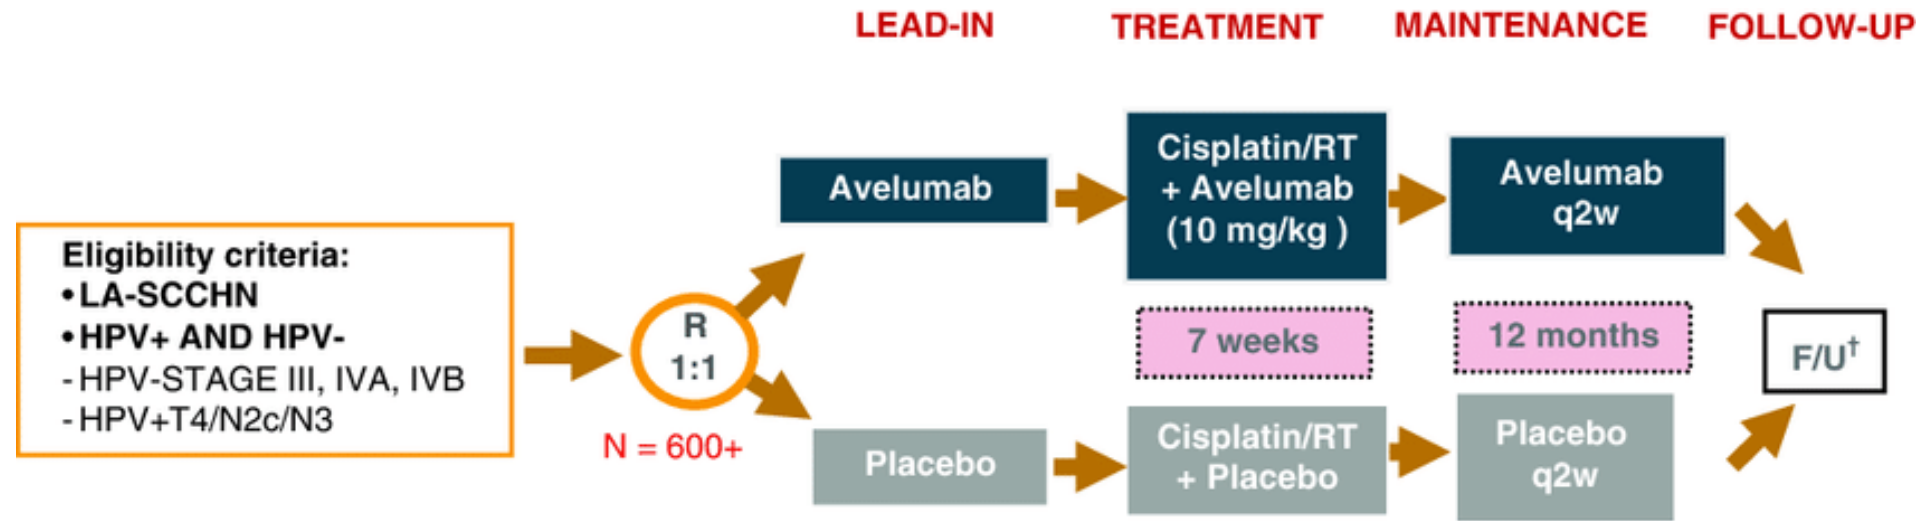 LEAD-IN TREATMENT MAINTENANCE FOLLOW-UP
Eligibility criteria:
•LA-SCCHN
•HPV+ AND HPV-
-HPV-STAGE III, IVA, IVB
-HPV+T4/N2c/N3
R
1:1
N = 600+
Avelumab
Cisplatin/RT
+ Avelumab
(10 mg/kg )
Avelumab
q2w
7 weeks
12 months
Placebo
Cisplatin/RT
+ Placebo
Placebo
q2w
F/U†